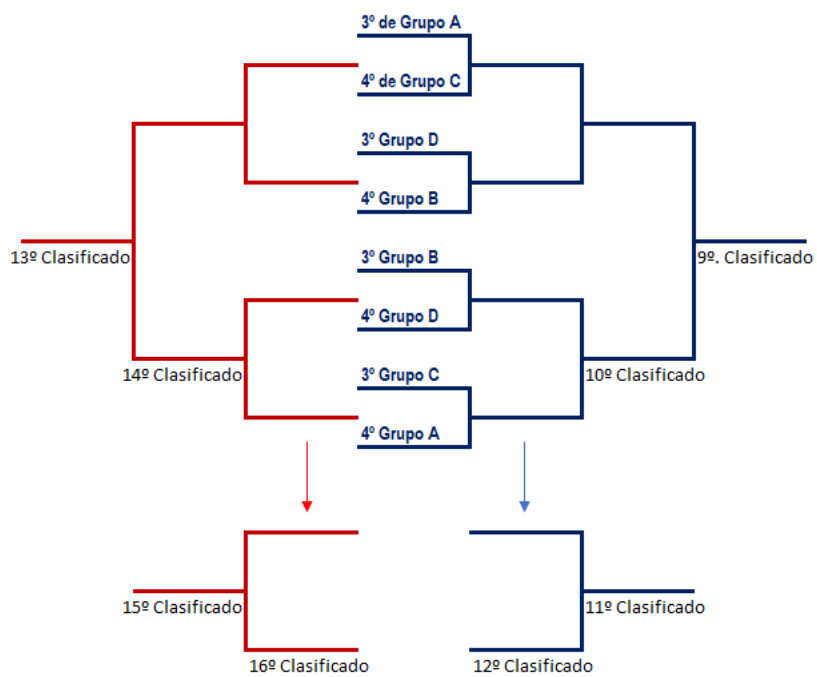 3º de Grupo A
4º de Grupo C
3º Grupo D
4º Grupo B
13º Clasificado
3º Grupo B
9º. Clasificado
4º Grupo D
14º Clasificado
3º Grupo C
10º Clasificado
4º Grupo A
15º Clasificado
11º Clasificado
16º Clasificado
12º Clasificado